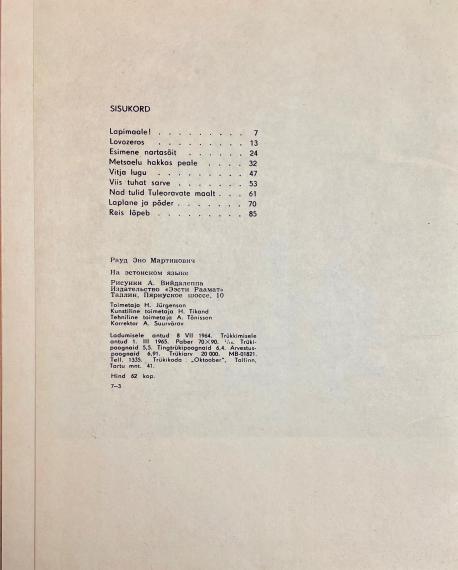 SISUKORD
Lapimaale! . . . . . . . . . 7
Lovozeros . . . . . . . . . 13
Esimene nartasõit . . . . . . 24
Metsaelu hakkas peale . . . . 32
Vitja lugu . . . . . . . . . 47
Viis tuhat sarve . . . . . . . 53
Nad tulid Tuleoravate maalt . . . 61
Laplane ja põder . . . . . . . 70
Reis lõpeb . . . . . . . . . 85
Рауд Эно Мартинович
На эстонском языке
Рисунки А. Вийдалеппа
Издательство «Ээсти Раамат»
Таллин, Пярнуское шоссе, 10
Toimetaja H. Jürgenson
Kunstiline toimetaja H. Tikand
Tehniline toimetaja A. Tõnisson
Korrektor A. Suurvärav
Ladumisele antud 8 VII 1964. Trükkimisele
antud 1. III 1965. Paber 70×90. 1/16. Trüki-
poognaid 5,5. Tingtrükipoognaid 6,4. Arvestus-
poognaid 6,91. Trükiarv 20 000. MB-01821.
Tell. 1335. Trükikoda „Oktoober", Tallinn,
Tartu mnt. 41.
Hind 62 kop.
7–3